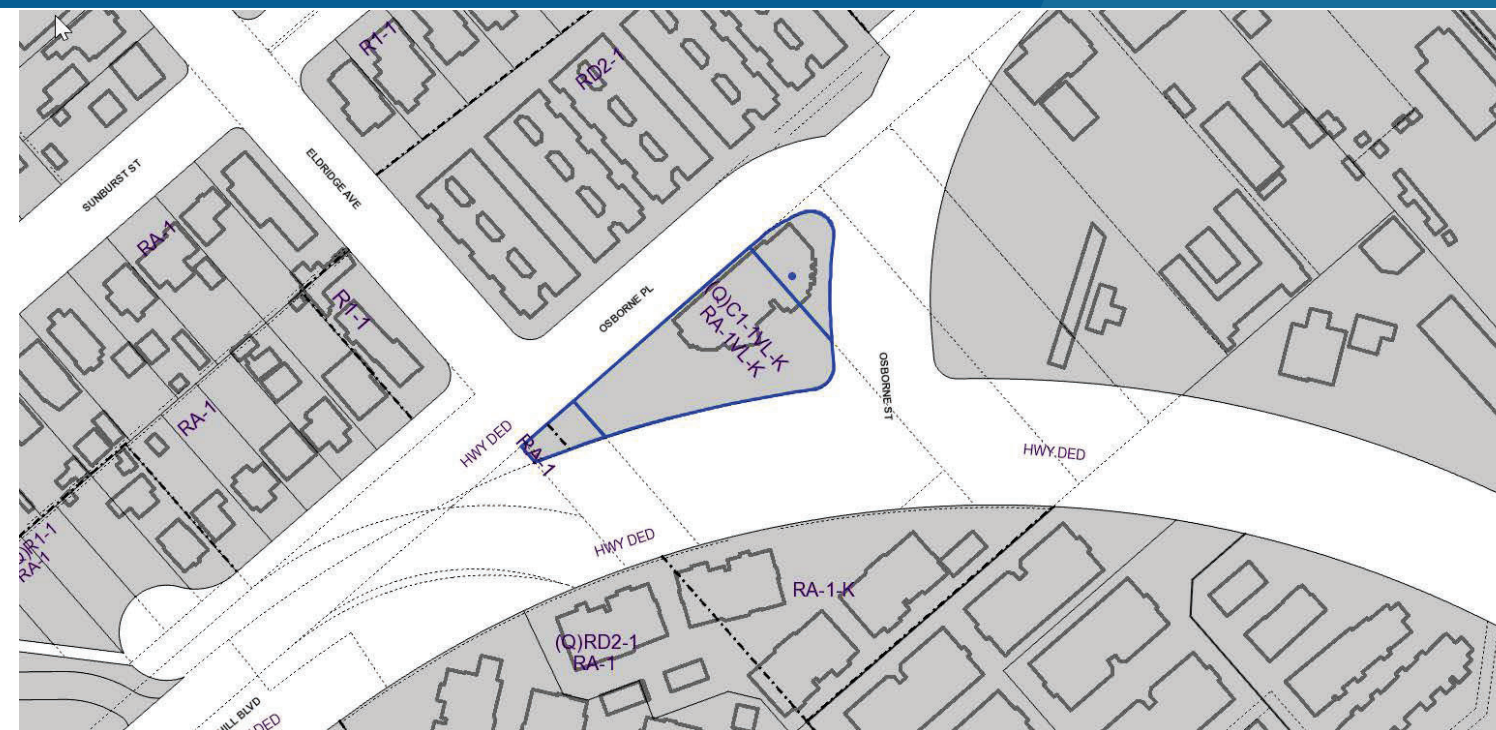 R1-1
RD2-1
ELDRIDGE AVE
SUNBURST ST
RA-1
R1-1
OSBORNE PL
(Q)C1-1VL-K
RA-1VL-K
OSBORNE ST
RA-1
HWY DED
RA-1
HWY DED
HWY DED
R1-1
RA-1
RA-1-K
(Q)RD2-1
RA-1
HILL BLVD
DED